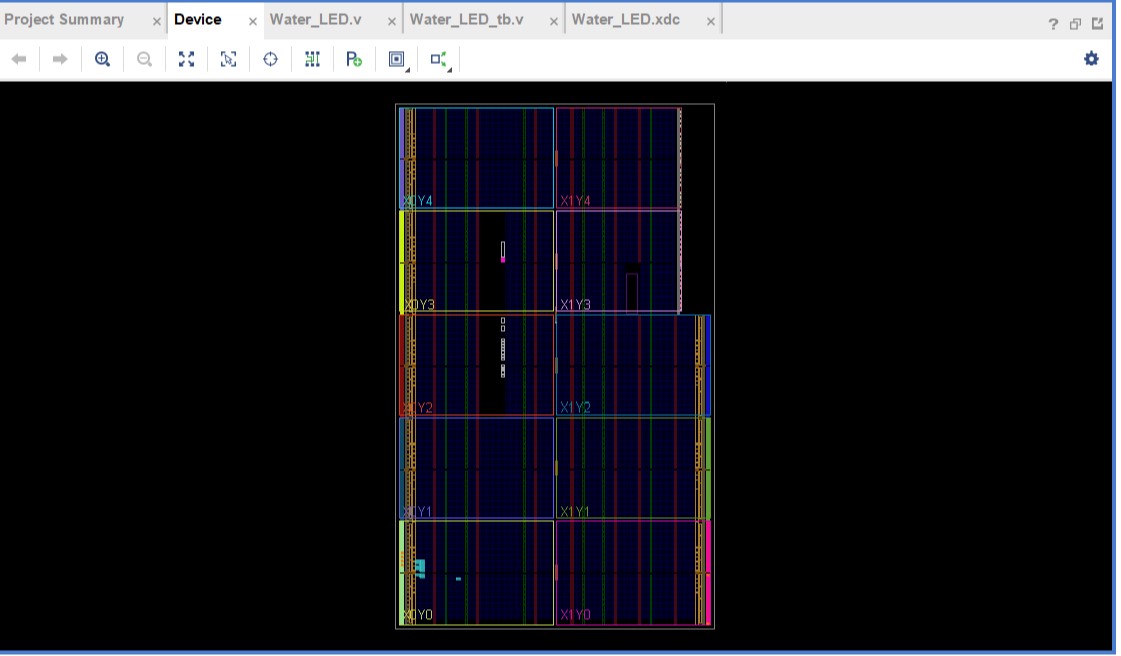 Project Summary × Device × Water_LED.v × Water_LED_tb.v × Water_LED.xdc × ?
X0Y4 X1Y4
X0Y3 X1Y3
X0Y2 X1Y2
X0Y1 X1Y1
X0Y0 X1Y0